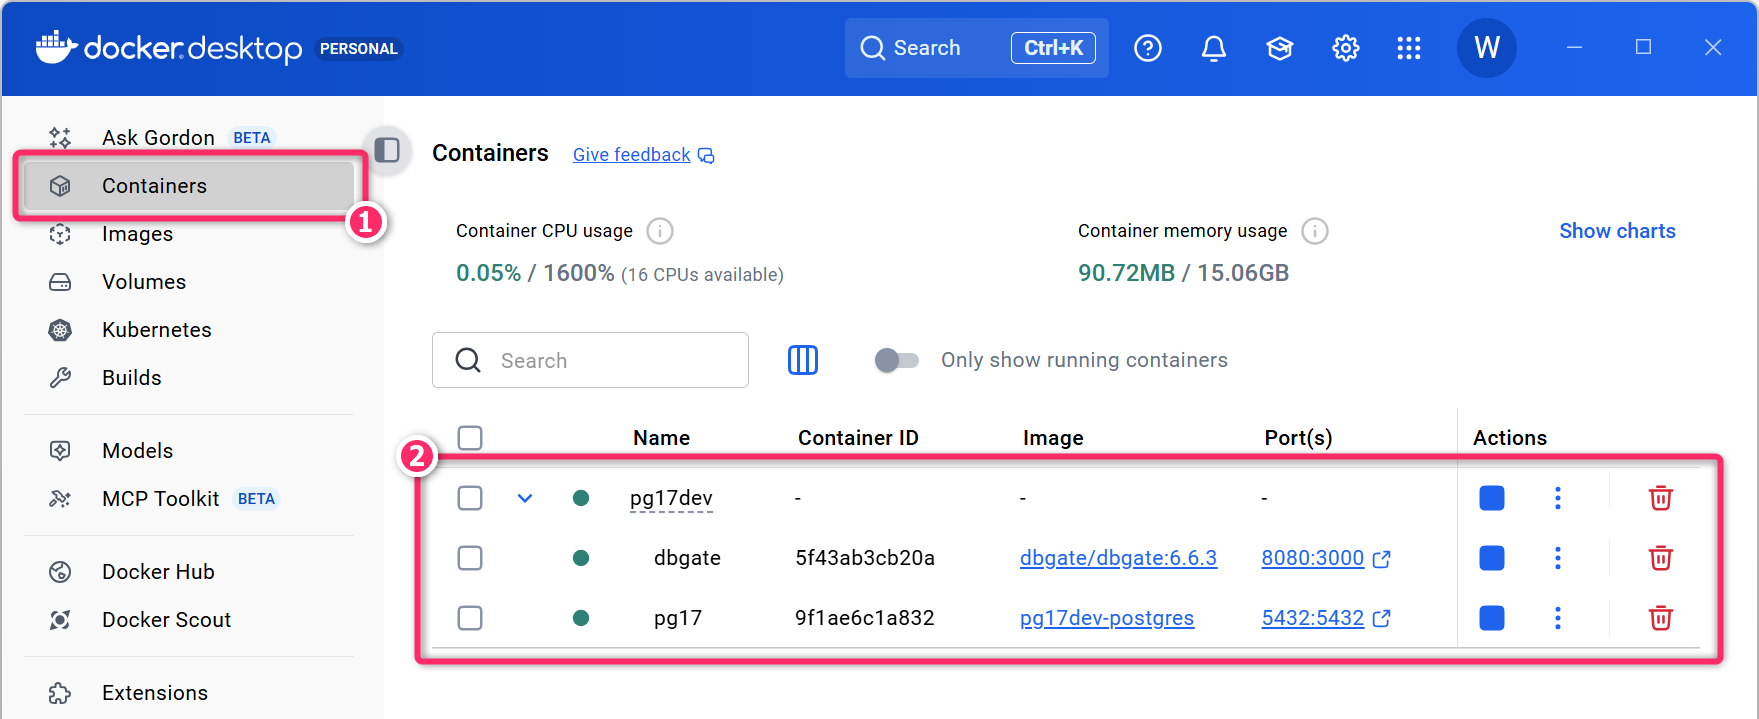 docker desktop PERSONAL
Search Ctrl+K
W
Ask Gordon BETA
Containers
1
Images
Volumes
Kubernetes
Builds
Models
MCP Toolkit BETA
Docker Hub
Docker Scout
Extensions
Containers Give feedback
Container CPU usage
0.05% / 1600% (16 CPUs available)
Container memory usage
90.72MB / 15.06GB
Show charts
Search
Only show running containers
Name Container ID Image Port(s) Actions
2
pg17dev - - -
dbgate 5f43ab3cb20a dbgate/dbgate:6.6.3 8080:3000
pg17 9f1ae6c1a832 pg17dev-postgres 5432:5432